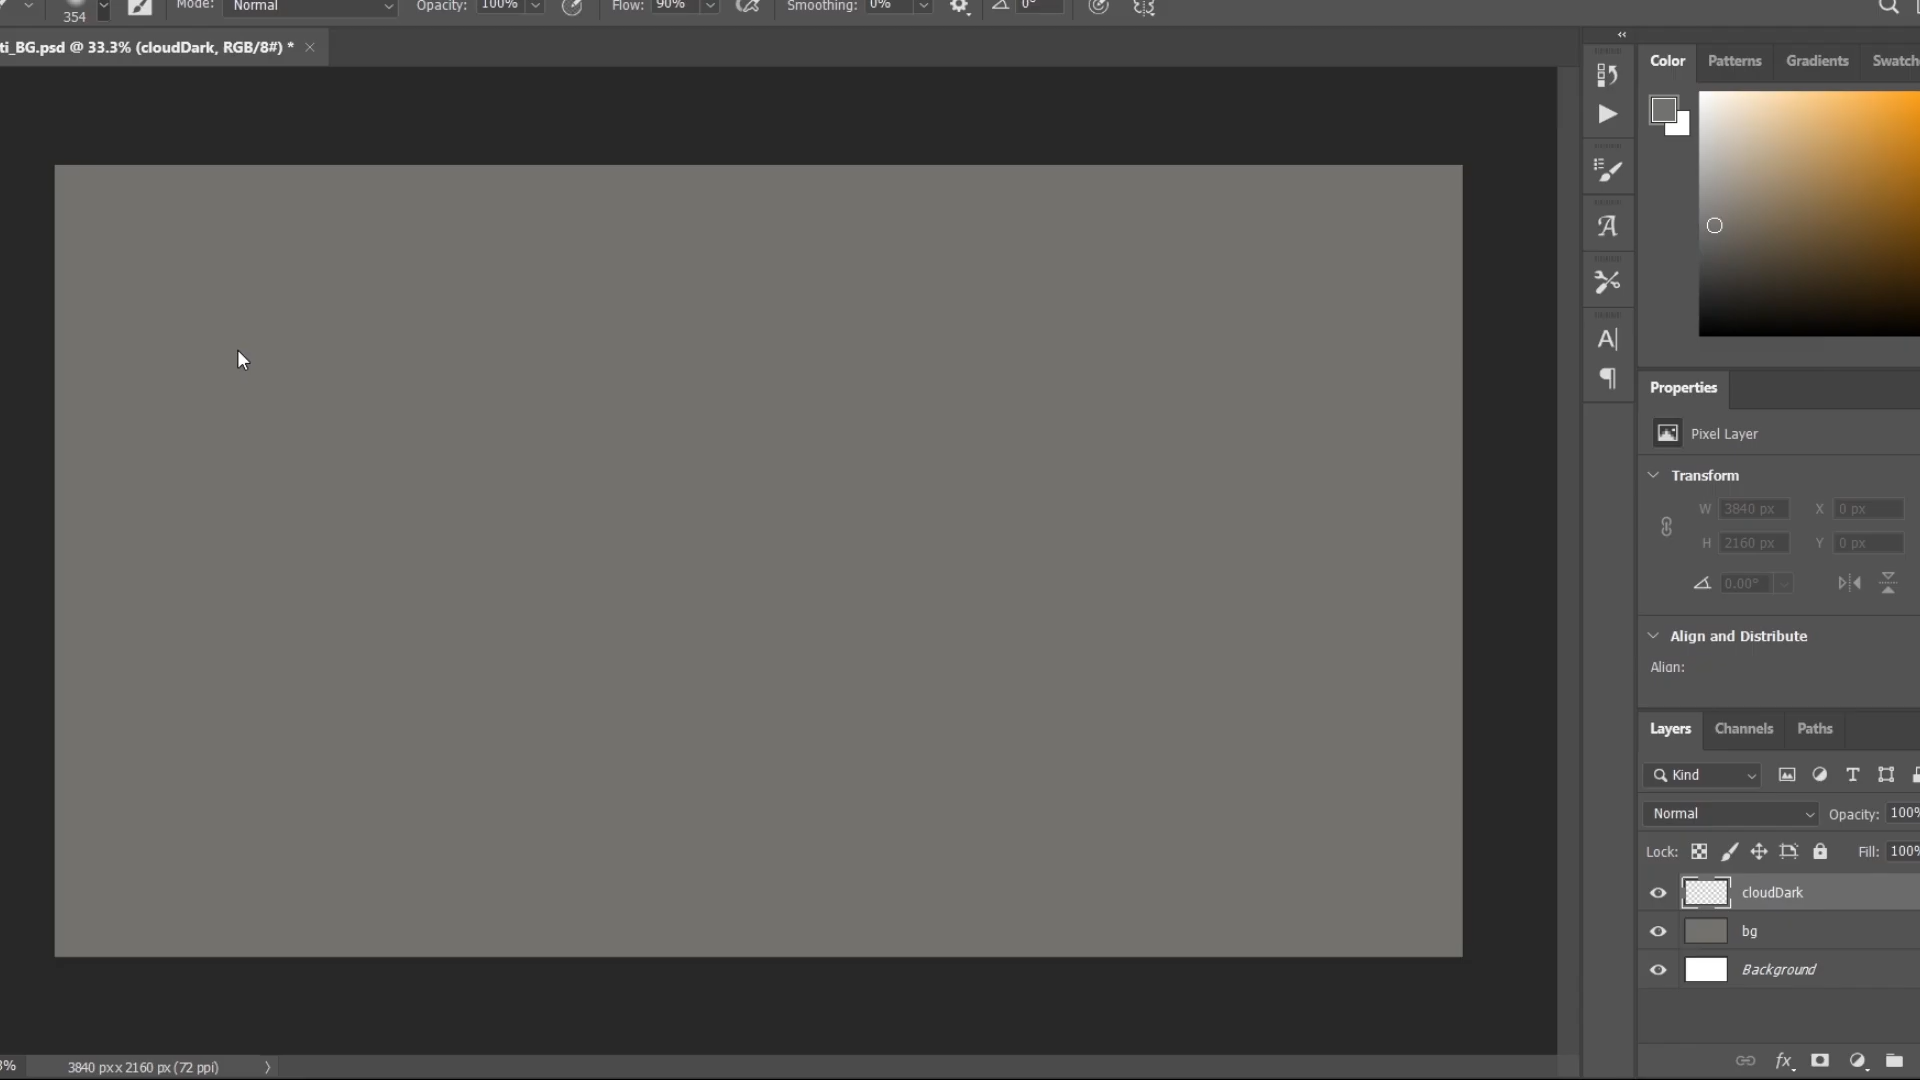 354 Mode: Normal Opacity: 100% Flow: 90% Smoothing: 0% 0°
ti_BG.psd @ 33.3% (cloudDark, RGB/8#) *
Color Patterns Gradients Swatche
A
A|
Properties
Pixel Layer
Transform
W 3840 px X 0 px
H 2160 px Y 0 px
0.00°
Align and Distribute
Align:
Layers Channels Paths
Kind T
Normal Opacity: 100%
Lock: Fill: 100%
cloudDark
bg
Background
fx
3% 3840 px x 2160 px (72 ppi)